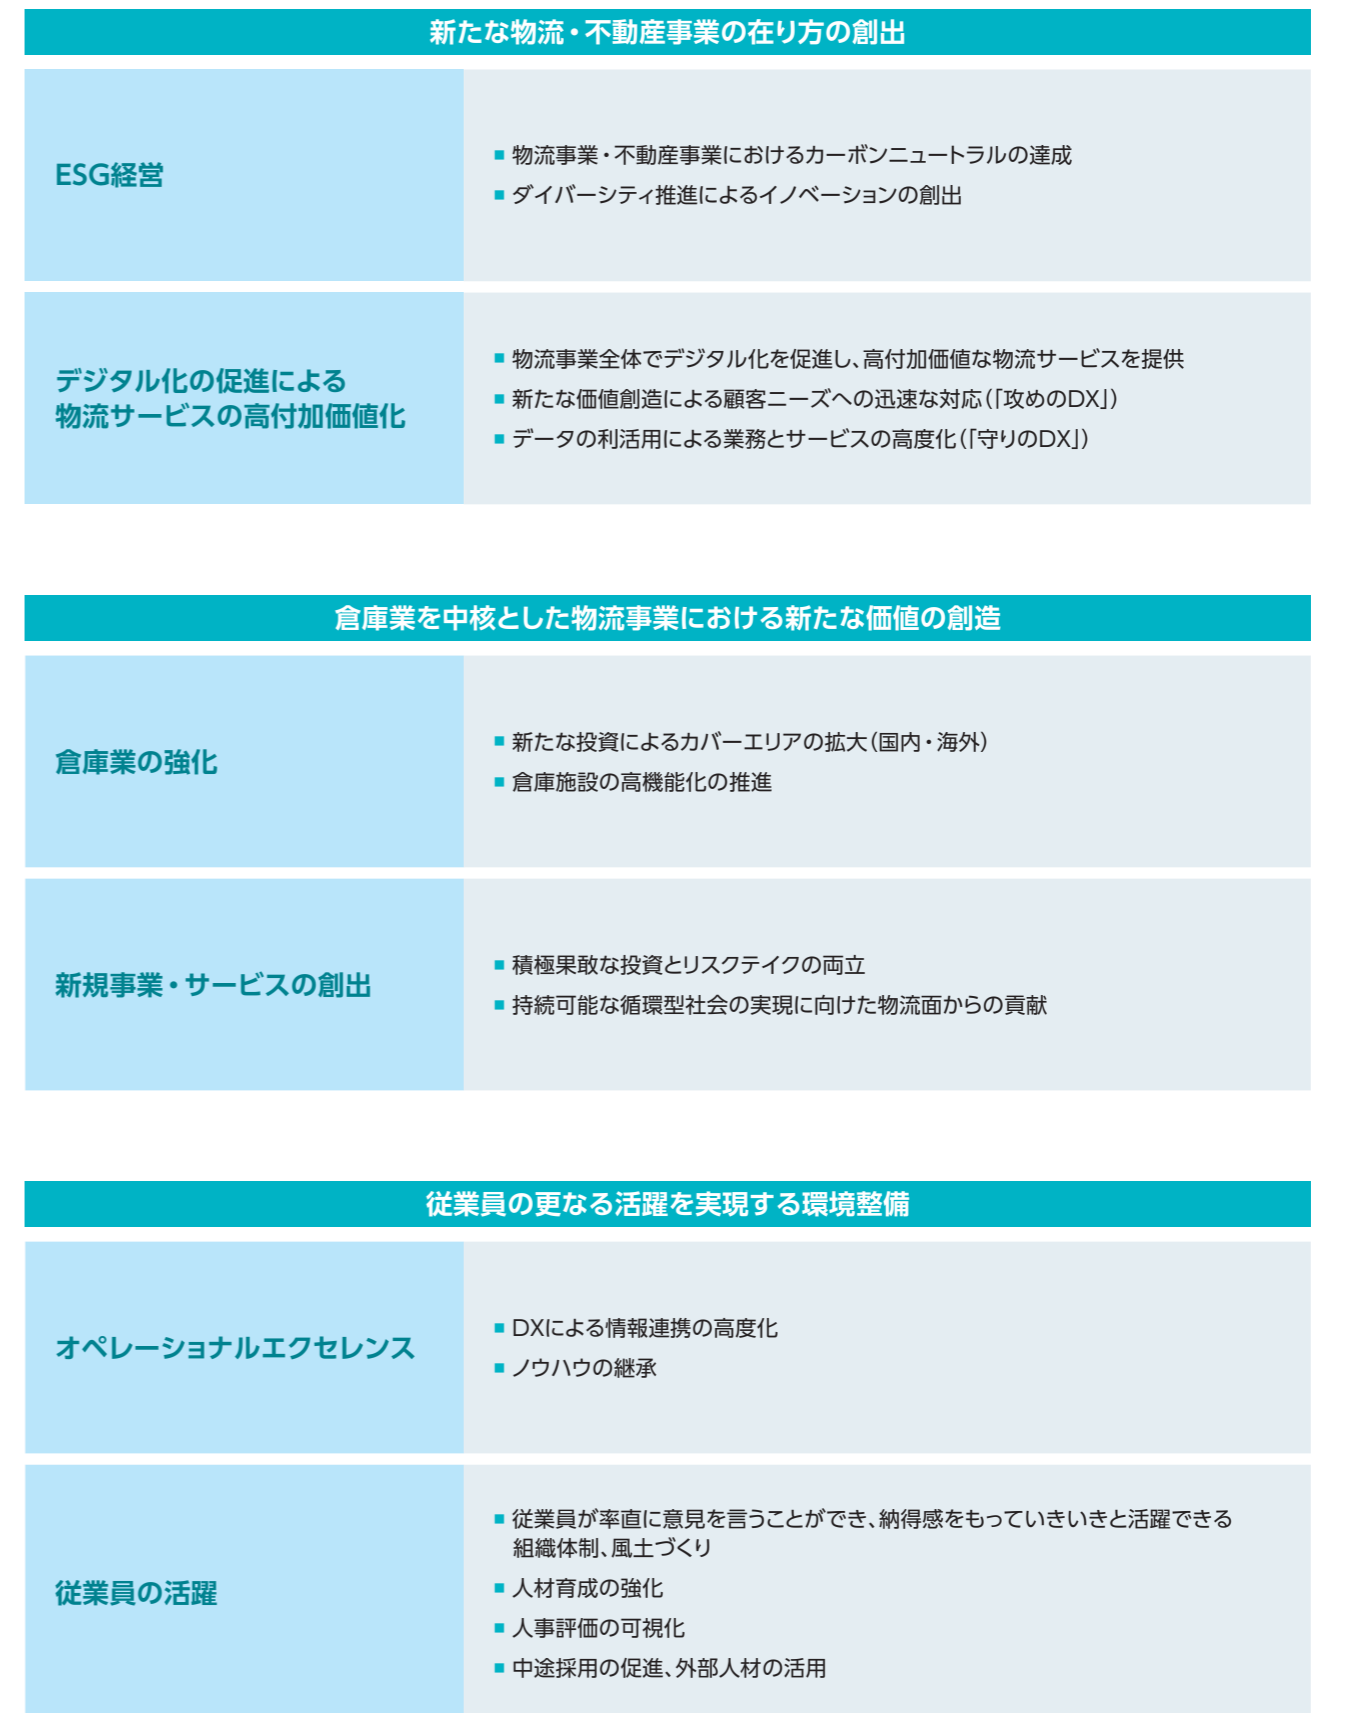 新たな物流・不動産事業の在り方の創出
ESG経営
■ 物流事業・不動産事業におけるカーボンニュートラルの達成
■ ダイバーシティ推進によるイノベーションの創出
デジタル化の促進による
物流サービスの高付加価値化
■ 物流事業全体でデジタル化を促進し、高付加価値な物流サービスを提供
■ 新たな価値創造による顧客ニーズへの迅速な対応（「攻めのDX」）
■ データの利活用による業務とサービスの高度化（「守りのDX」）
倉庫業を中核とした物流事業における新たな価値の創造
倉庫業の強化
■ 新たな投資によるカバーエリアの拡大（国内・海外）
■ 倉庫施設の高機能化の推進
新規事業・サービスの創出
■ 積極果敢な投資とリスクテイクの両立
■ 持続可能な循環型社会の実現に向けた物流面からの貢献
従業員の更なる活躍を実現する環境整備
オペレーショナルエクセレンス
■ DXによる情報連携の高度化
■ ノウハウの継承
従業員の活躍
■ 従業員が率直に意見を言うことができ、納得感をもっていきいきと活躍できる
組織体制、風土づくり
■ 人材育成の強化
■ 人事評価の可視化
■ 中途採用の促進、外部人材の活用